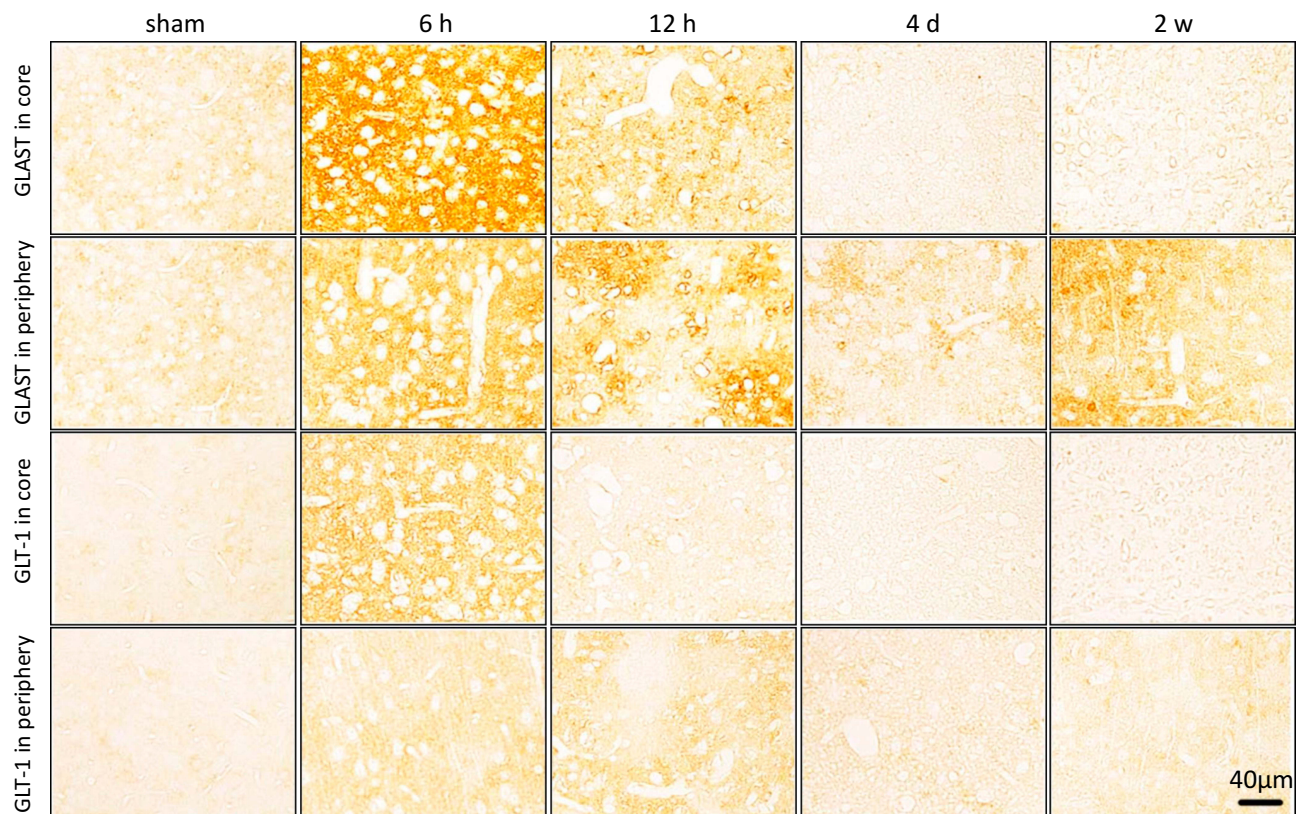 sham 6 h 12 h 4 d 2 w
GLAST in core
GLAST in periphery
GLT-1 in core
GLT-1 in periphery
40μm